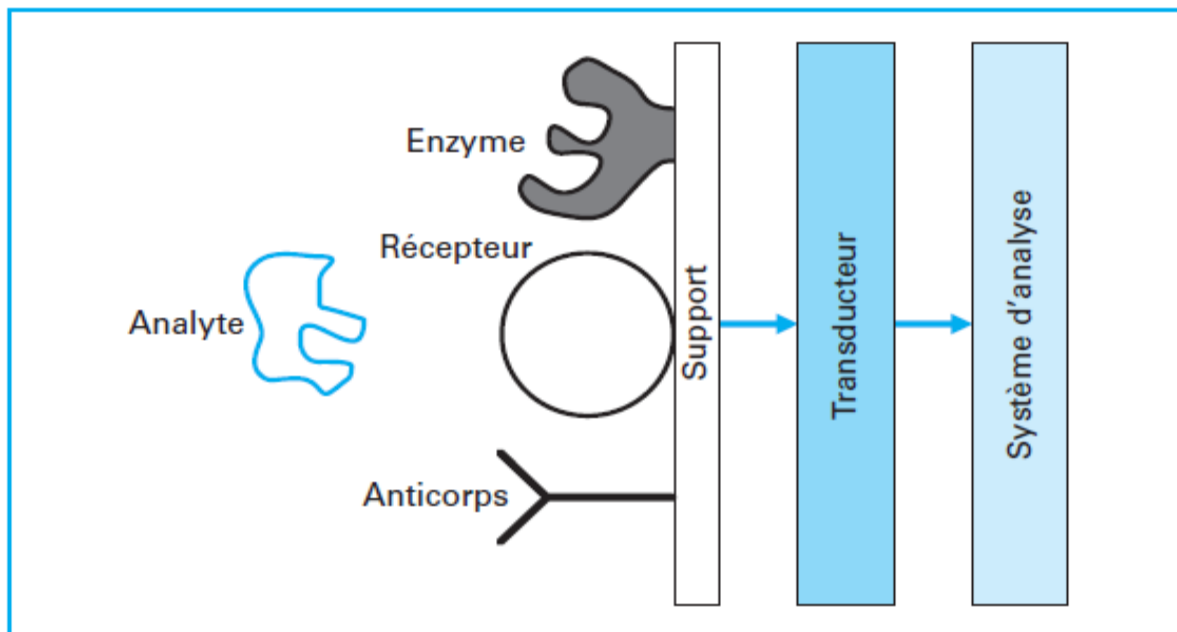 Enzyme
Récepteur
Analyte
Anticorps
Support
Transducteur
Système d'analyse